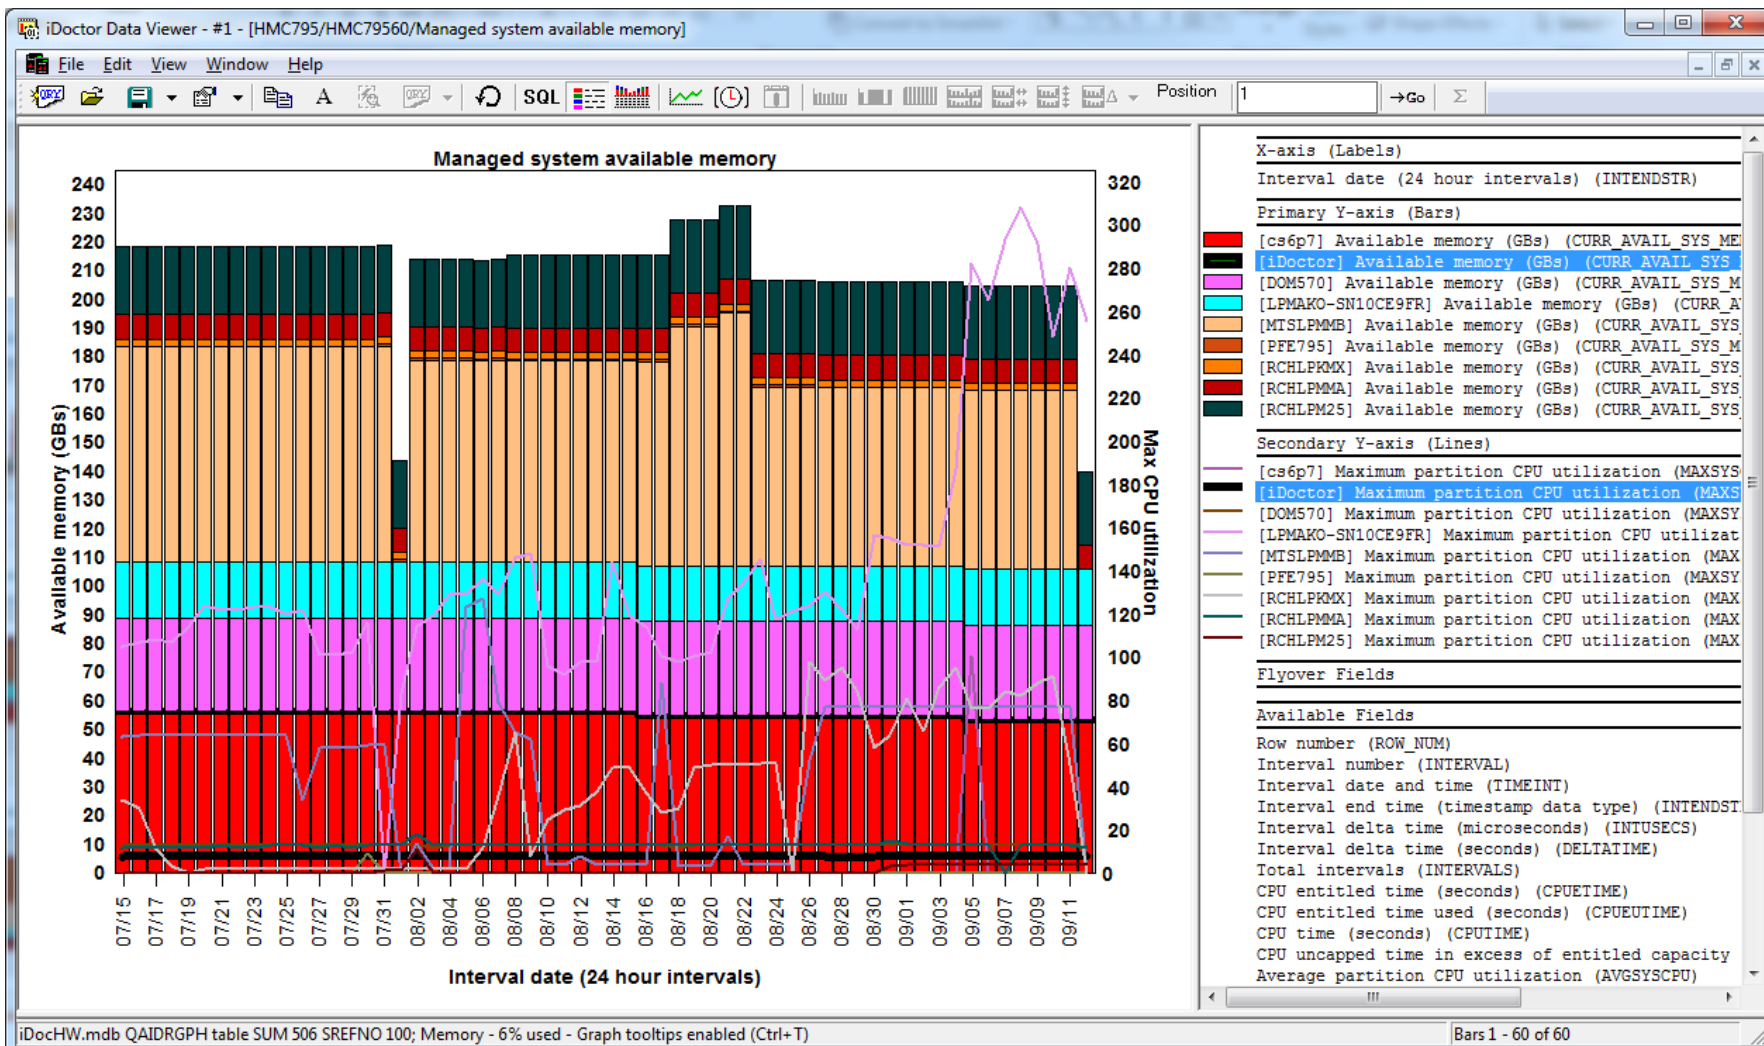 iDoctor Data Viewer - #1 - [HMC795/HMC79560/Managed system available memory]
File Edit View Window Help
QRY A QRY SQL Position 1 →Go Σ
Managed system available memory
240
230
220
210
200
190
180
170
160
150
140
130
120
110
100
90
80
70
60
50
40
30
20
10
0
Available memory (GBs)
320
300
280
260
240
220
200
180
160
140
120
100
80
60
40
20
0
Max CPU utilization
07/15 07/17 07/19 07/21 07/23 07/25 07/27 07/29 07/31 08/02 08/04 08/06 08/08 08/10 08/12 08/14 08/16 08/18 08/20 08/22 08/24 08/26 08/28 08/30 09/01 09/03 09/05 09/07 09/09 09/11
Interval date (24 hour intervals)
X-axis (Labels)
Interval date (24 hour intervals) (INTENDSTR)
Primary Y-axis (Bars)
[cs6p7] Available memory (GBs) (CURR_AVAIL_SYS_ME
[iDoctor] Available memory (GBs) (CURR_AVAIL_SYS_
[DOM570] Available memory (GBs) (CURR_AVAIL_SYS_M
[LPMAKO-SN10CE9FR] Available memory (GBs) (CURR_A
[MTSLPMMB] Available memory (GBs) (CURR_AVAIL_SYS_
[PFE795] Available memory (GBs) (CURR_AVAIL_SYS_M
[RCHLPKMX] Available memory (GBs) (CURR_AVAIL_SYS_
[RCHLPMMA] Available memory (GBs) (CURR_AVAIL_SYS_
[RCHLPM25] Available memory (GBs) (CURR_AVAIL_SYS_
Secondary Y-axis (Lines)
[cs6p7] Maximum partition CPU utilization (MAXSYS
[iDoctor] Maximum partition CPU utilization (MAXS
[DOM570] Maximum partition CPU utilization (MAXSY
[LPMAKO-SN10CE9FR] Maximum partition CPU utilizat
[MTSLPMMB] Maximum partition CPU utilization (MAX
[PFE795] Maximum partition CPU utilization (MAXSY
[RCHLPKMX] Maximum partition CPU utilization (MAX
[RCHLPMMA] Maximum partition CPU utilization (MAX
[RCHLPM25] Maximum partition CPU utilization (MAX
Flyover Fields
Available Fields
Row number (ROW_NUM)
Interval number (INTERVAL)
Interval date and time (TIMEINT)
Interval end time (timestamp data type) (INTENDST
Interval delta time (microseconds) (INTUSECS)
Interval delta time (seconds) (DELTATIME)
Total intervals (INTERVALS)
CPU entitled time (seconds) (CPUETIME)
CPU entitled time used (seconds) (CPUEUTIME)
CPU time (seconds) (CPUTIME)
CPU uncapped time in excess of entitled capacity
Average partition CPU utilization (AVGSYSCPU)
iDocHW.mdb QAIDRGPH table SUM 506 SREFNO 100; Memory - 6% used - Graph tooltips enabled (Ctrl+T)
Bars 1 - 60 of 60